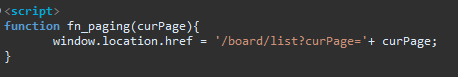 <script>
function fn_paging(curPage){
window.location.href = '/board/list?curPage='+ curPage;
}